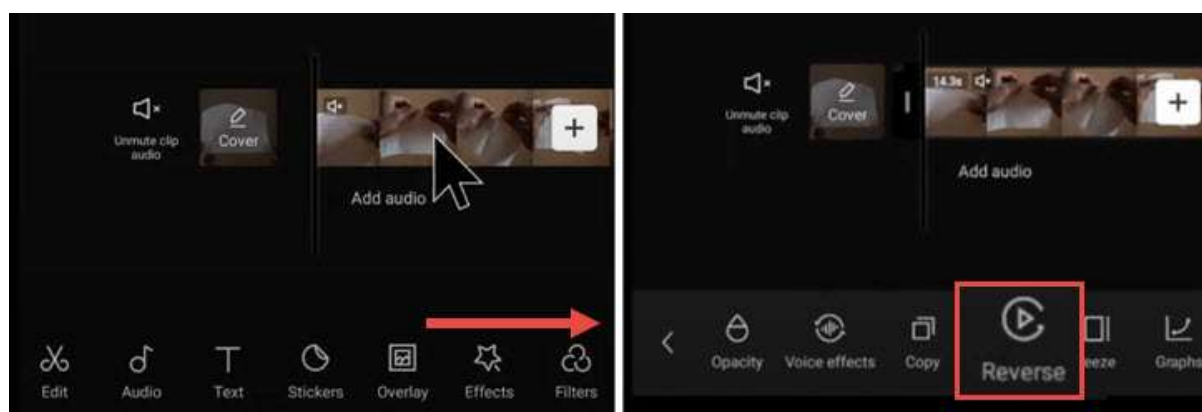 Unmute clip
audio
Cover
Add audio
Edit
Audio
Text
Stickers
Overlay
Effects
Filters
Unmute clip
audio
Cover
14.3s
Add audio
Opacity
Voice effects
Copy
Reverse
eeze
Graphs